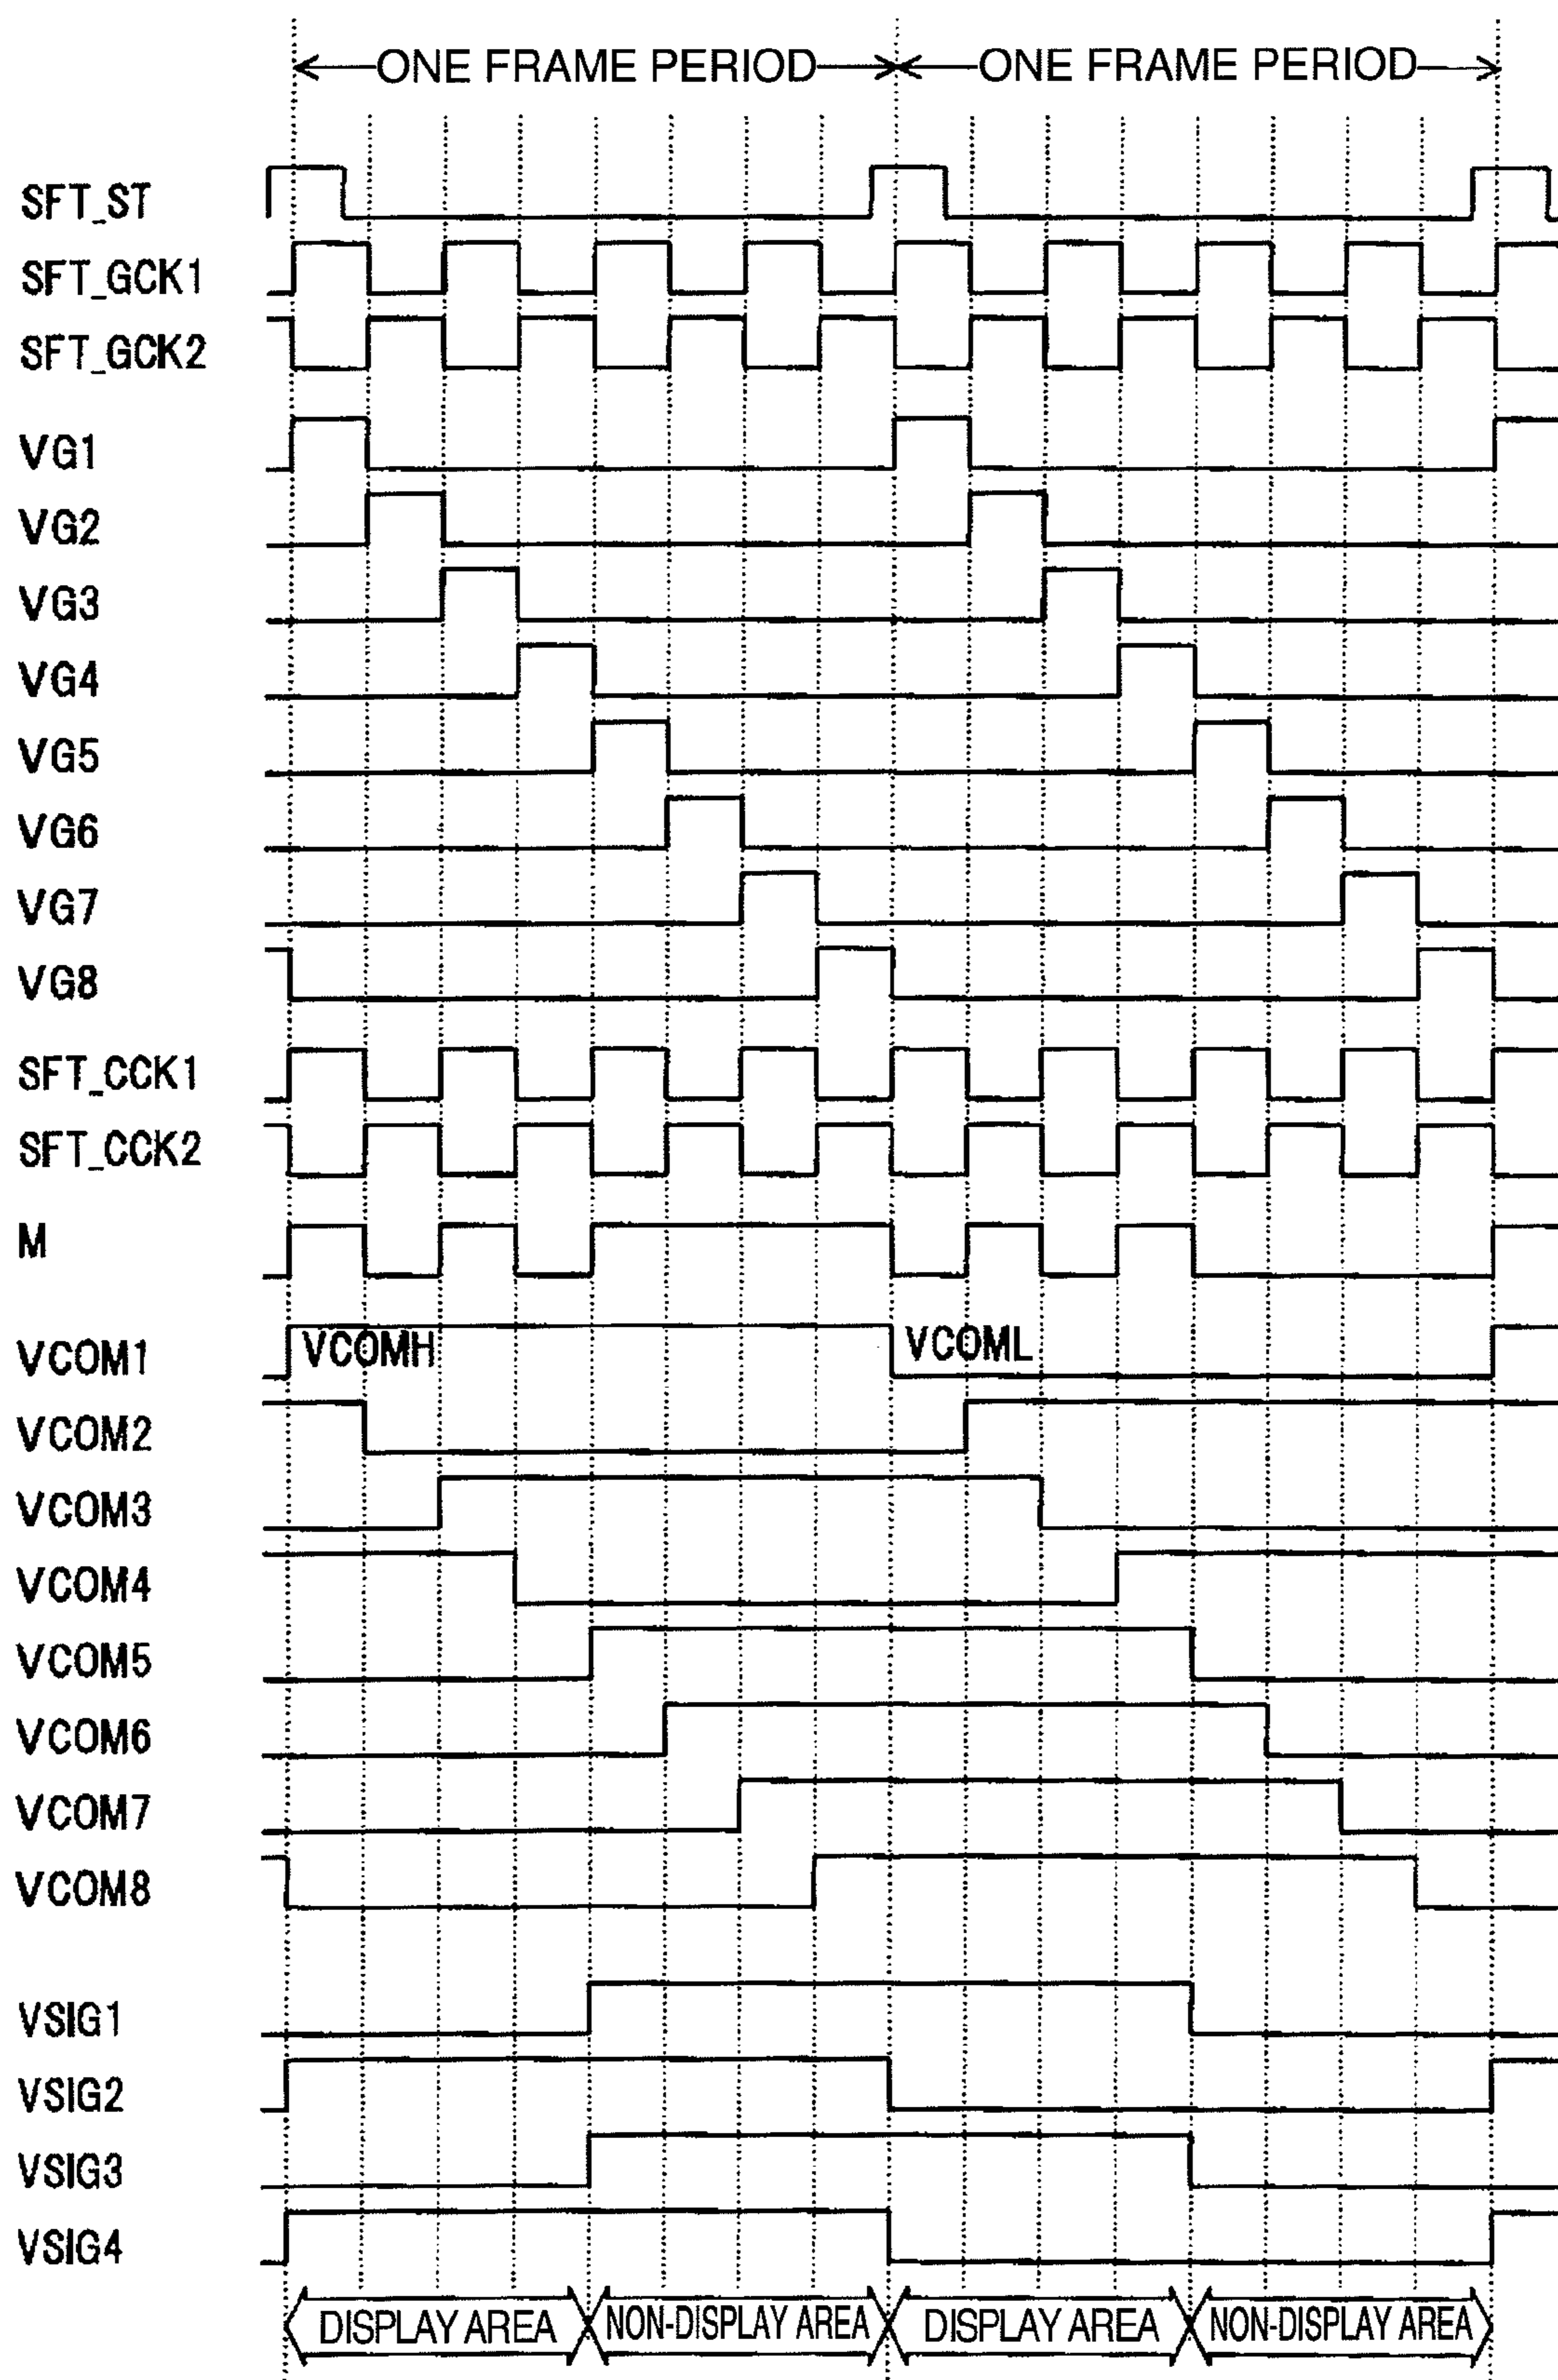 ONE FRAME PERIOD ONE FRAME PERIOD
SFT_ST
SFT_GCK1
SFT_GCK2
VG1
VG2
VG3
VG4
VG5
VG6
VG7
VG8
SFT_CCK1
SFT_CCK2
M
VCOM1 VCOMH VCOML
VCOM2
VCOM3
VCOM4
VCOM5
VCOM6
VCOM7
VCOM8
VSIG1
VSIG2
VSIG3
VSIG4
DISPLAY AREA NON-DISPLAY AREA DISPLAY AREA NON-DISPLAY AREA